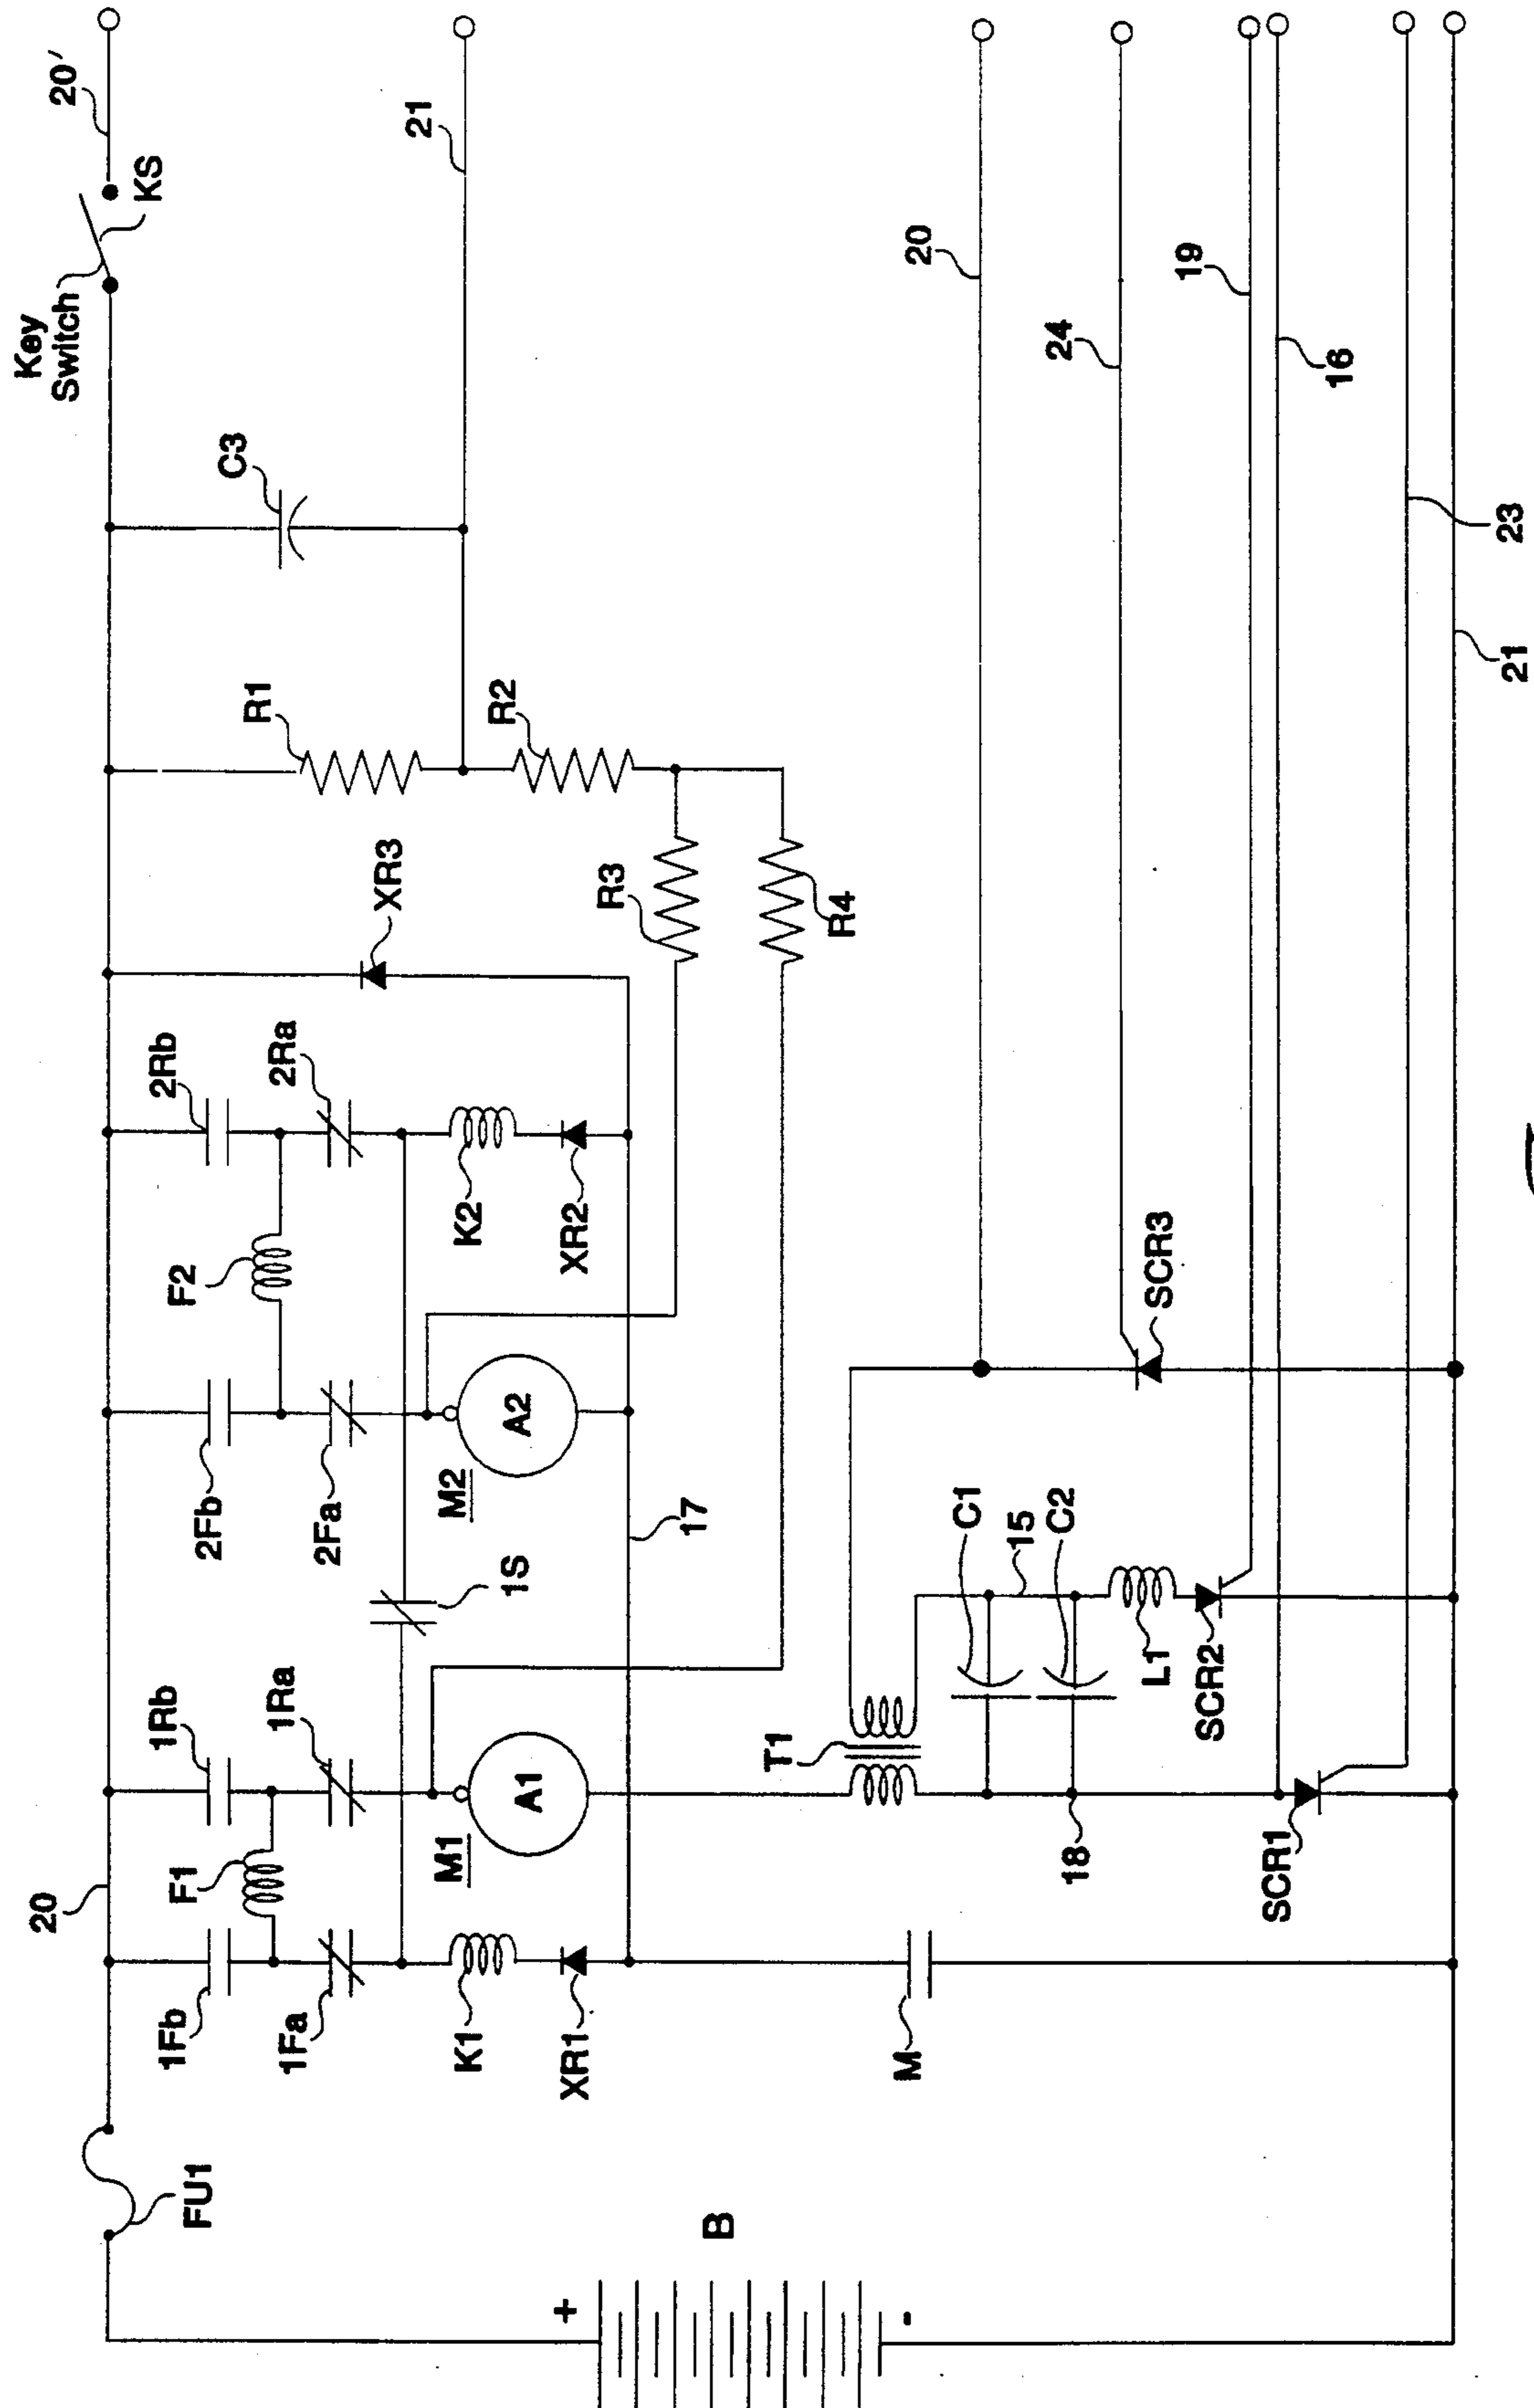 20'
KS
Key
Switch
21
C3
R1
R2
XR3
R3
R4
2Rb
2Ra
K2
XR2
F2
2Fb
2Fa
A2
M2
17
1S
1Rb
1Ra
F1
20
A1
M1
1Fb
1Fa
K1
XR1
M
FU1
B
+
-
20
24
19
16
23
21
SCR3
C1
15
C2
L1
SCR2
T1
18
SCR1